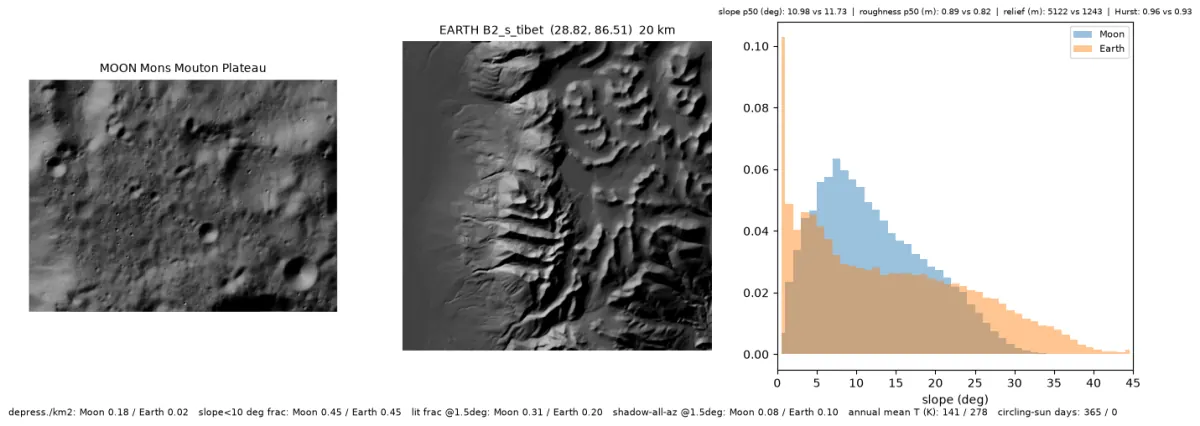 slope p50 (deg): 10.98 vs 11.73 | roughness p50 (m): 0.89 vs 0.82 | relief (m): 5122 vs 1243 | Hurst: 0.96 vs 0.93
MOON Mons Mouton Plateau
EARTH B2_s_tibet (28.82, 86.51) 20 km
Moon
Earth
0.10
0.08
0.06
0.04
0.02
0.00
0 5 10 15 20 25 30 35 40 45
slope (deg)
depress./km2: Moon 0.18 / Earth 0.02 slope<10 deg frac: Moon 0.45 / Earth 0.45 lit frac @1.5deg: Moon 0.31 / Earth 0.20 shadow-all-az @1.5deg: Moon 0.08 / Earth 0.10 annual mean T (K): 141 / 278 circling-sun days: 365 / 0